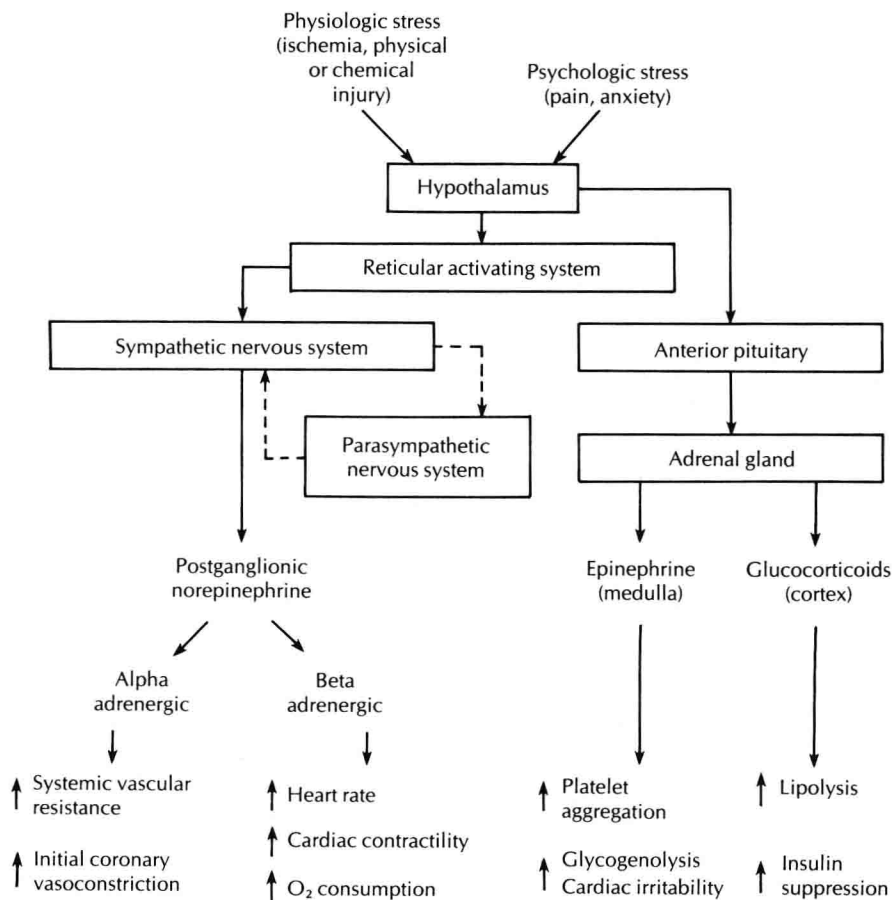 Physiologic stress
(ischemia, physical
or chemical
injury)
Psychologic stress
(pain, anxiety)
Hypothalamus
Reticular activating system
Sympathetic nervous system
Anterior pituitary
Parasympathetic
nervous system
Adrenal gland
Postganglionic
norepinephrine
Epinephrine
(medulla)
Glucocorticoids
(cortex)
Alpha
adrenergic
Beta
adrenergic
↑ Systemic vascular
resistance
↑ Initial coronary
vasoconstriction
↑ Heart rate
↑ Cardiac contractility
↑ O₂ consumption
↑ Platelet
aggregation
↑ Glycogenolysis
Cardiac irritability
↑ Lipolysis
↑ Insulin
suppression